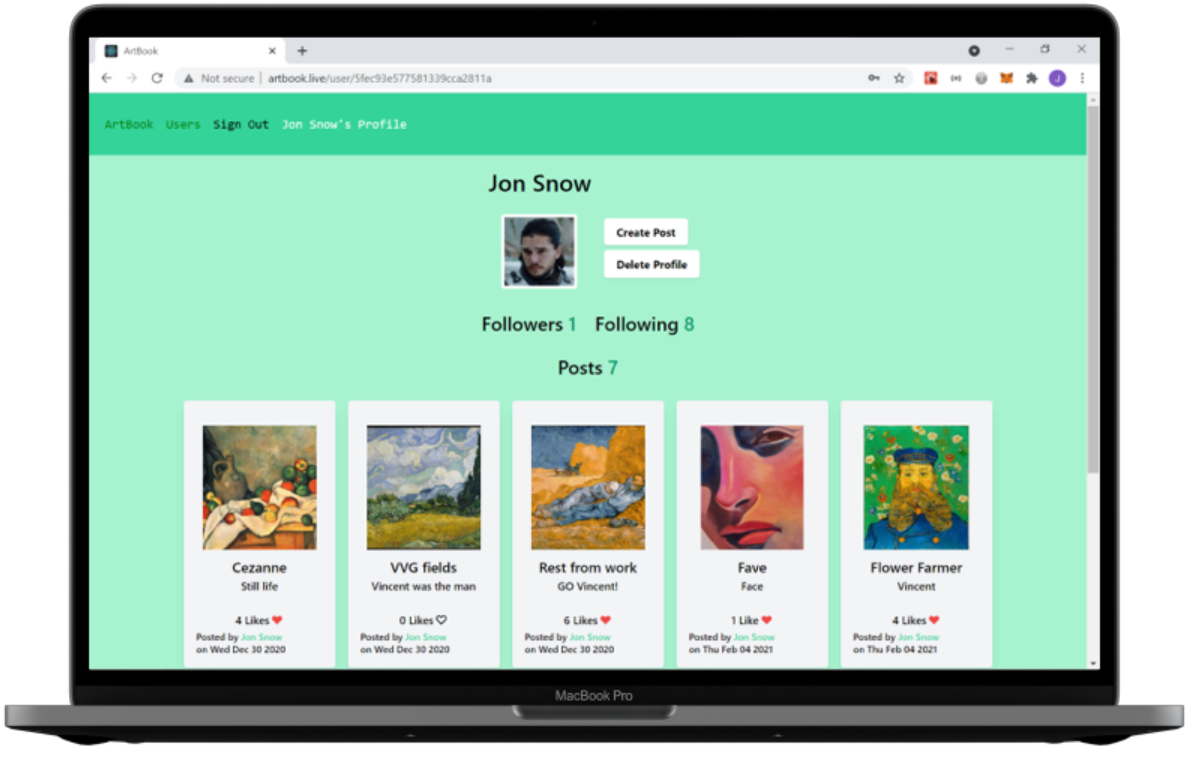 ArtBook
Not secure | artbook.live/user/5fec93e577581339cca2811a
J
ArtBook Users Sign Out Jon Snow's Profile
Jon Snow
Create Post
Delete Profile
Followers 1 Following 8
Posts 7
Cezanne
Still life
4 Likes
Posted by Jon Snow
on Wed Dec 30 2020
VVG fields
Vincent was the man
0 Likes
Posted by Jon Snow
on Wed Dec 30 2020
Rest from work
GO Vincent!
6 Likes
Posted by Jon Snow
on Wed Dec 30 2020
Fave
Face
1 Like
Posted by Jon Snow
on Thu Feb 04 2021
Flower Farmer
Vincent
4 Likes
Posted by Jon Snow
on Thu Feb 04 2021
MacBook Pro